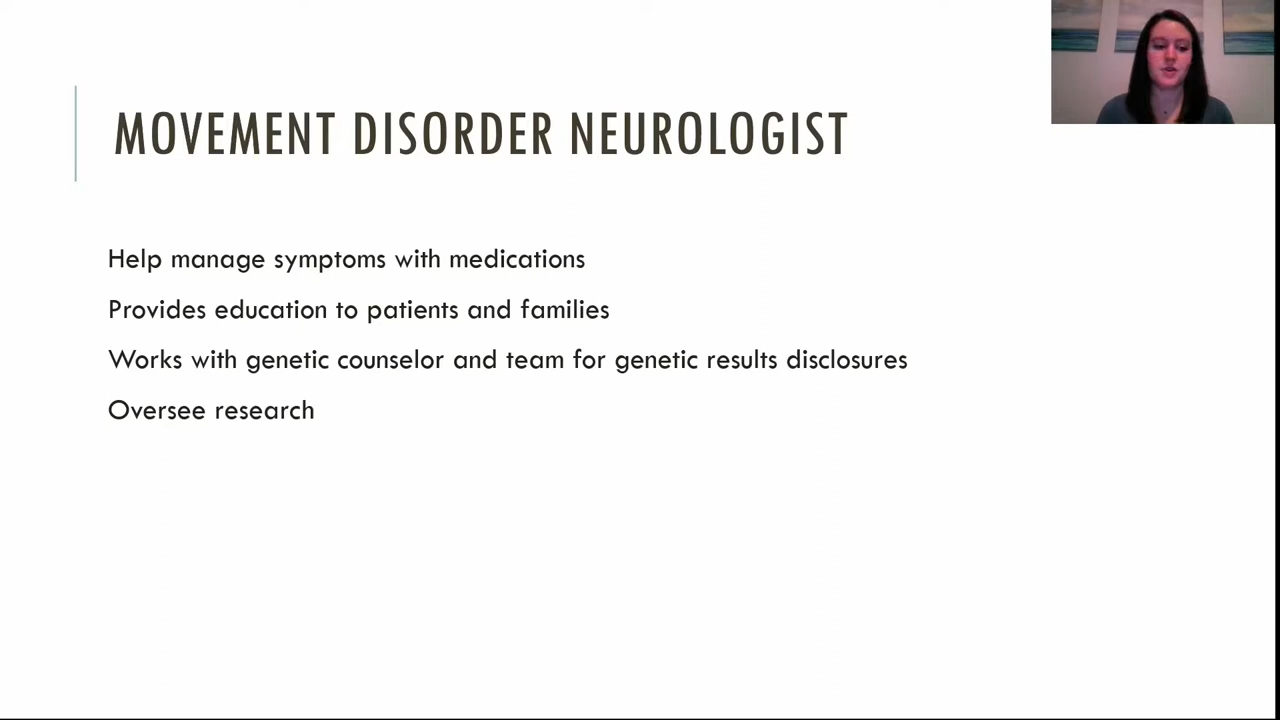 MOVEMENT DISORDER NEUROLOGIST
Help manage symptoms with medications
Provides education to patients and families
Works with genetic counselor and team for genetic results disclosures
Oversee research